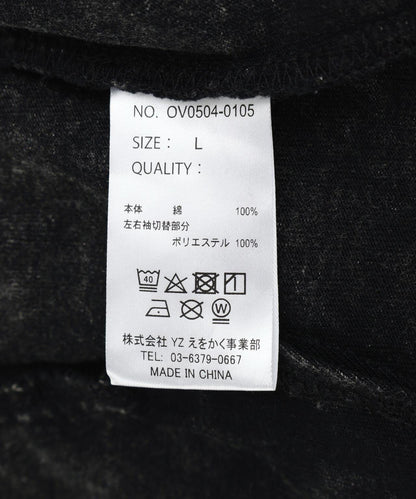 NO. OV0504-0105
SIZE： L
QUALITY：
本体 綿 100%
左右袖切替部分
ポリエステル 100%
40
W
株式会社 YZ えをかく事業部
TEL: 03-6379-0667
MADE IN CHINA